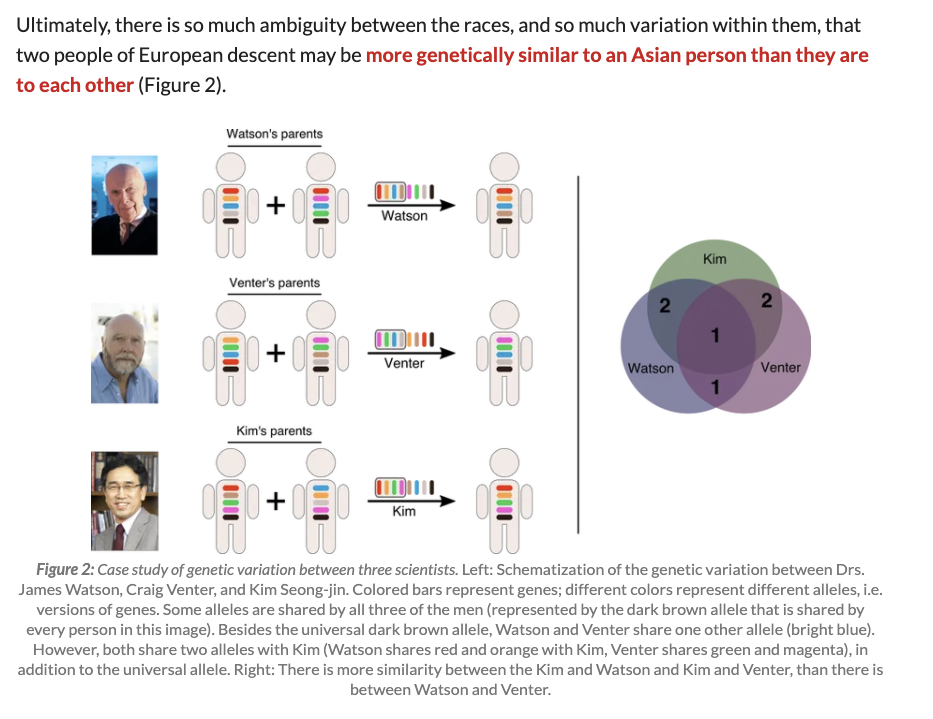 Ultimately, there is so much ambiguity between the races, and so much variation within them, that
two people of European descent may be more genetically similar to an Asian person than they are
to each other (Figure 2).
Watson's parents
Watson
Venter's parents
Venter
Kim's parents
Kim
Kim
2
2
1
Watson
Venter
1
Figure 2: Case study of genetic variation between three scientists. Left: Schematization of the genetic variation between Drs.
James Watson, Craig Venter, and Kim Seong-jin. Colored bars represent genes; different colors represent different alleles, i.e.
versions of genes. Some alleles are shared by all three of the men (represented by the dark brown allele that is shared by
every person in this image). Besides the universal dark brown allele, Watson and Venter share one other allele (bright blue).
However, both share two alleles with Kim (Watson shares red and orange with Kim, Venter shares green and magenta), in
addition to the universal allele. Right: There is more similarity between the Kim and Watson and Kim and Venter, than there is
between Watson and Venter.